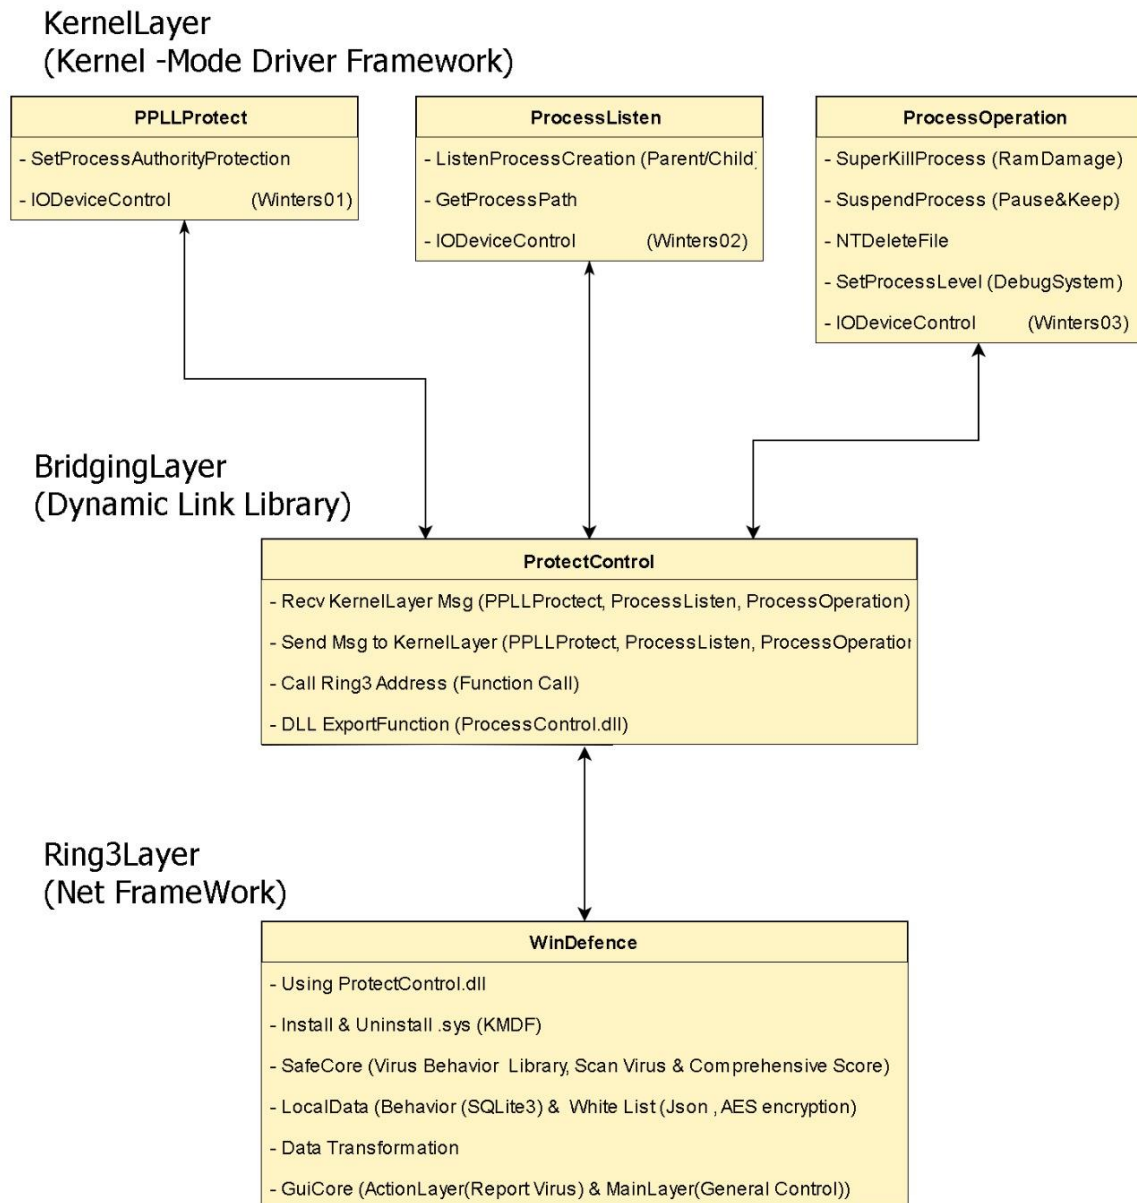 KernelLayer
(Kernel -Mode Driver Framework)
PPLLProtect
- SetProcessAuthorityProtection
- IODeviceControl (Winters01)
ProcessListen
- ListenProcessCreation (Parent/Child)
- GetProcessPath
- IODeviceControl (Winters02)
ProcessOperation
- SuperKillProcess (RamDamage)
- SuspendProcess (Pause&Keep)
- NTDeleteFile
- SetProcessLevel (DebugSystem)
- IODeviceControl (Winters03)
BridgingLayer
(Dynamic Link Library)
ProtectControl
- Recv KernelLayer Msg (PPLLProctect, ProcessListen, ProcessOperation)
- Send Msg to KernelLayer (PPLLProtect, ProcessListen, ProcessOperation
- Call Ring3 Address (Function Call)
- DLL ExportFunction (ProcessControl.dll)
Ring3Layer
(Net FrameWork)
WinDefence
- Using ProtectControl.dll
- Install & Uninstall .sys (KMDF)
- SafeCore (Virus Behavior Library, Scan Virus & Comprehensive Score)
- LocalData (Behavior (SQLite3) & White List (Json , AES encryption)
- Data Transformation
- GuiCore (ActionLayer(Report Virus) & MainLayer(General Control))